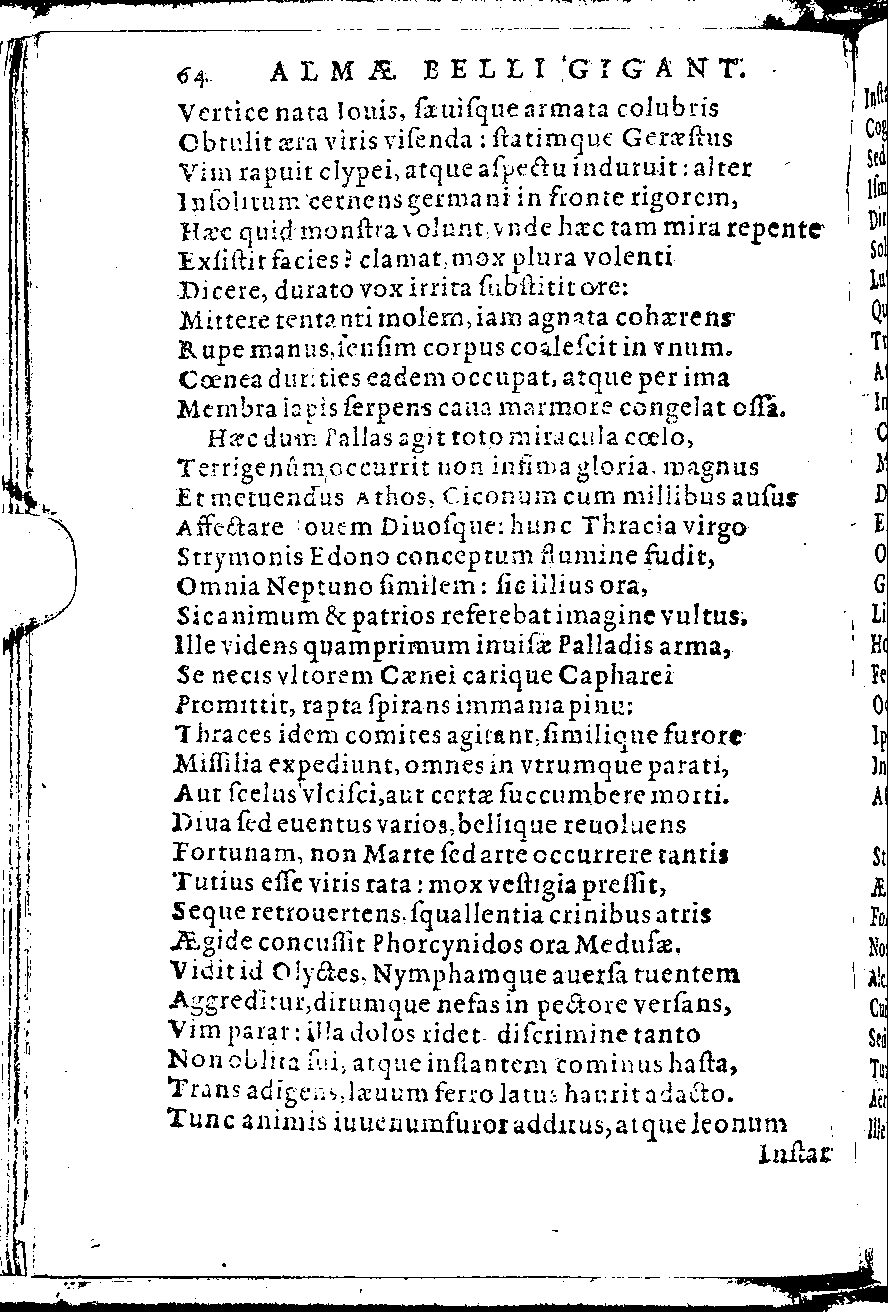 64. ALMÆ BELLI GIGANT.
Vertice nata Iouis, ſæuiſque armata colubris
Obtulit æra viris viſenda : ſtatimque Geræſtus
Vim rapuit clypei, atque aſpectu induruit : alter
Inſolitum cernens germani in fronte rigorem,
Hæc quid monſtra volunt, vnde hæc tam mira repente
Exſiſtit facies ? clamat, mox plura volenti
Dicere, durato vox irrita ſubſtitit ore:
Mittere tentanti molem, iam agnata cohærens
Rupe manus, ſenſim corpus coaleſcit in vnum.
Cœnea durities eadem occupat, atque per ima
Membra lapis ſerpens caua marmore congelat oſſa.
Hæc dum Pallas agit toto miracula cœlo,
Terrigenûm occurrit non infima gloria, magnus
Et metuendus Athos, Ciconum cum millibus auſus
Affectare Iouem Diuoſque: hunc Thracia virgo
Strymonis Edono conceptum flumine fudit,
Omnia Neptuno ſimilem : ſic illius ora,
Sic animum & patrios referebat imagine vultus.
Ille videns quamprimum inuiſæ Palladis arma,
Se necis vltorem Cænei carique Capharei
Promittit, rapta ſpirans immania pinu:
Thraces idem comites agitant, ſimilique furore
Miſſilia expediunt, omnes in vtrumque parati,
Aut ſcelus vlciſci, aut certæ ſuccumbere morti.
Diua ſed euentus varios, bellique reuoluens
Fortunam, non Marte ſed arte occurrere tantis
Tutius eſſe viris rata : mox veſtigia preſſit,
Seque retrouertens, ſquallentia crinibus atris
Ægide concuſſit Phorcynidos ora Meduſæ.
Vidit id Olyctes, Nymphamque auerſa tuentem
Aggreditur, dirumque nefas in pectore verſans,
Vim parat : illa dolos ridet diſcrimine tanto
Non oblita ſui, atque inſtantem cominus haſta,
Trans adigens, læuum ferro latus haurit adacto.
Tunc animis iuuenum furor additus, atque leonum
Inſtar